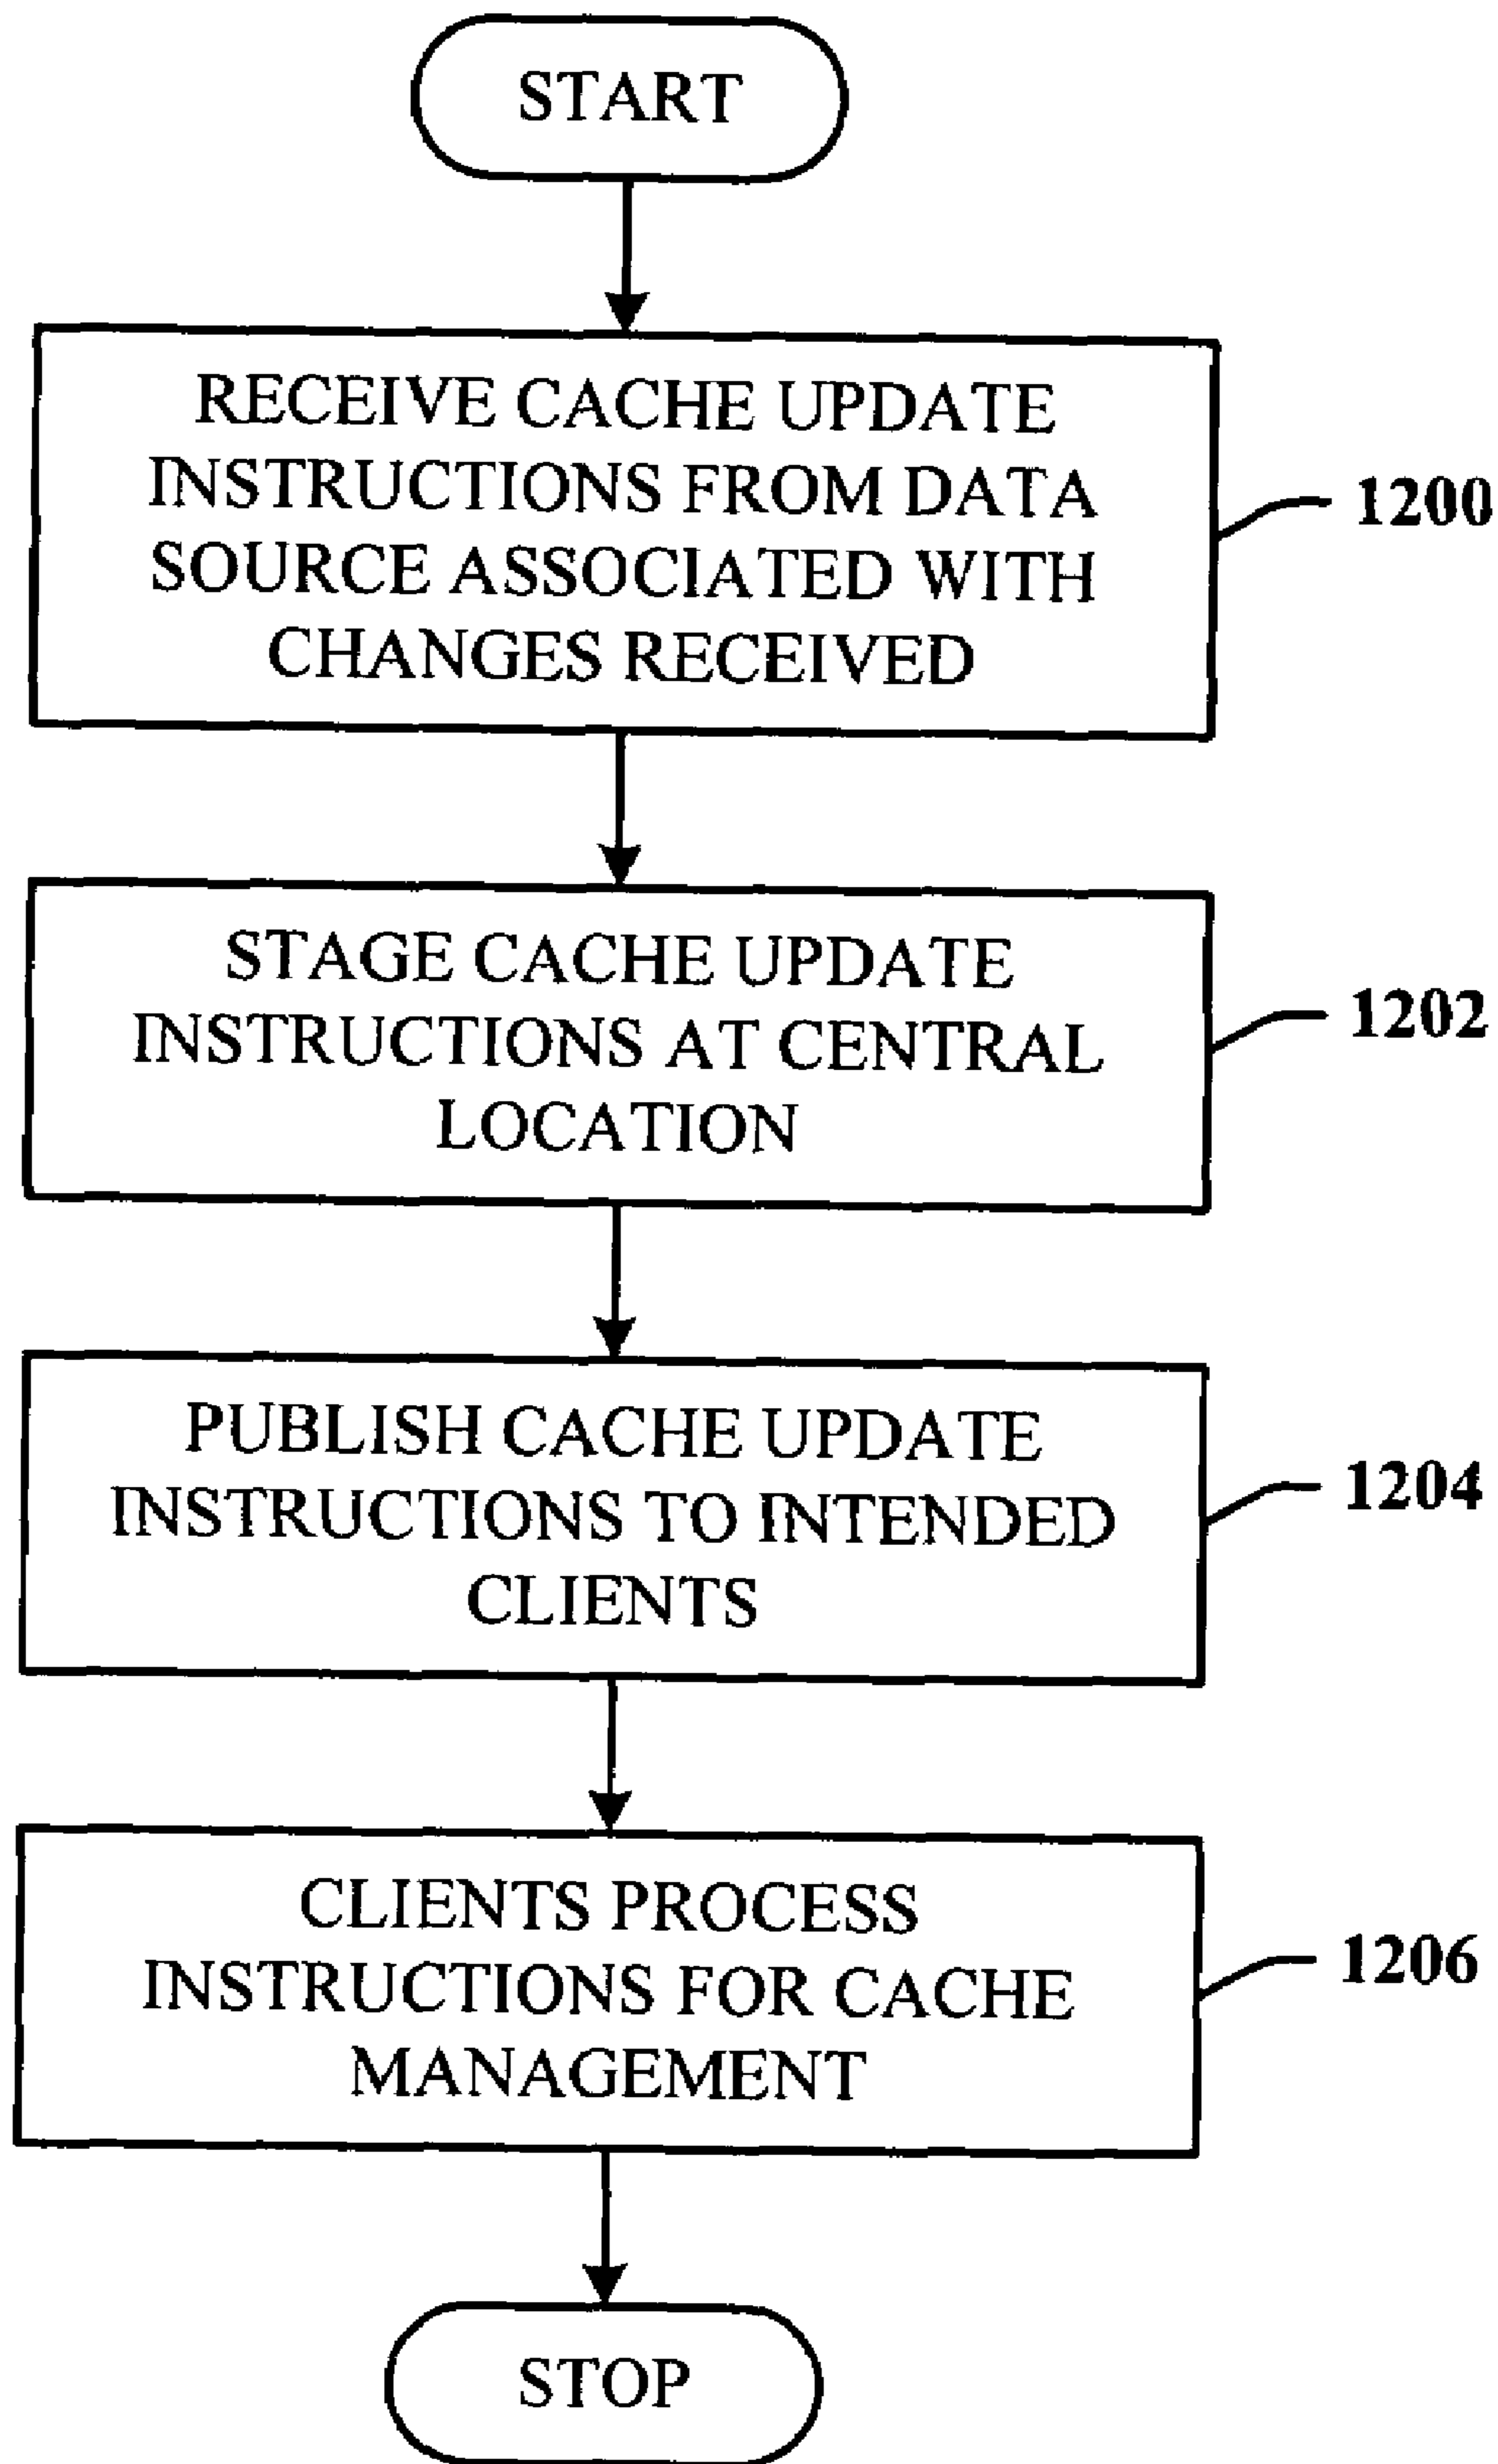 START
RECEIVE CACHE UPDATE
INSTRUCTIONS FROM DATA
SOURCE ASSOCIATED WITH
CHANGES RECEIVED
1200
STAGE CACHE UPDATE
INSTRUCTIONS AT CENTRAL
LOCATION
1202
PUBLISH CACHE UPDATE
INSTRUCTIONS TO INTENDED
CLIENTS
1204
CLIENTS PROCESS
INSTRUCTIONS FOR CACHE
MANAGEMENT
1206
STOP